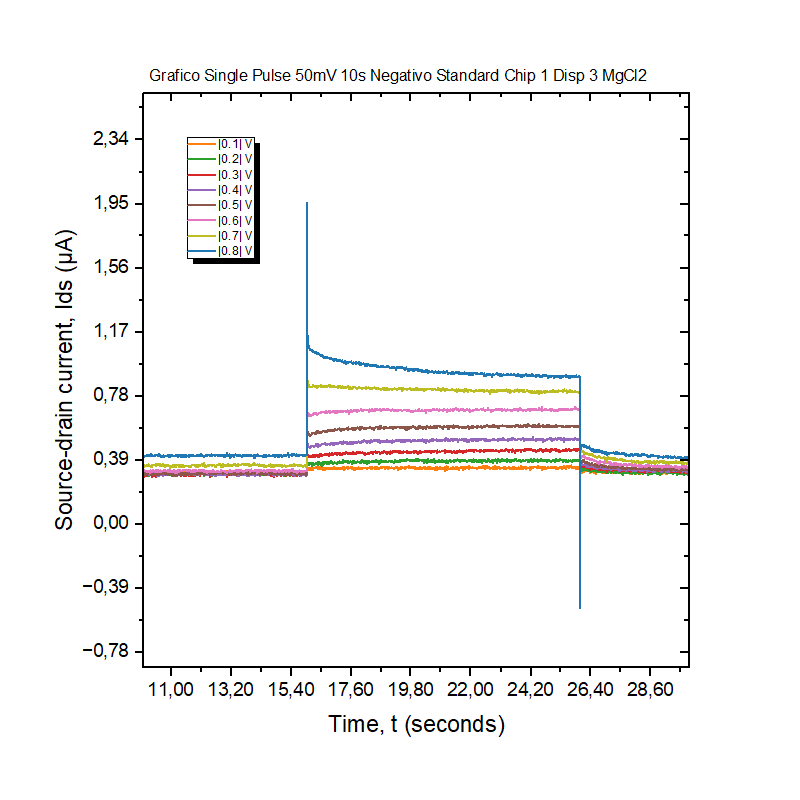 Grafico Single Pulse 50mV 10s Negativo Standard Chip 1 Disp 3 MgCl2
|0.1| V
|0.2| V
|0.3| V
|0.4| V
|0.5| V
|0.6| V
|0.7| V
|0.8| V
Source-drain current, Ids (μA)
2,34
1,95
1,56
1,17
0,78
0,39
0,00
−0,39
−0,78
11,00 13,20 15,40 17,60 19,80 22,00 24,20 26,40 28,60
Time, t (seconds)